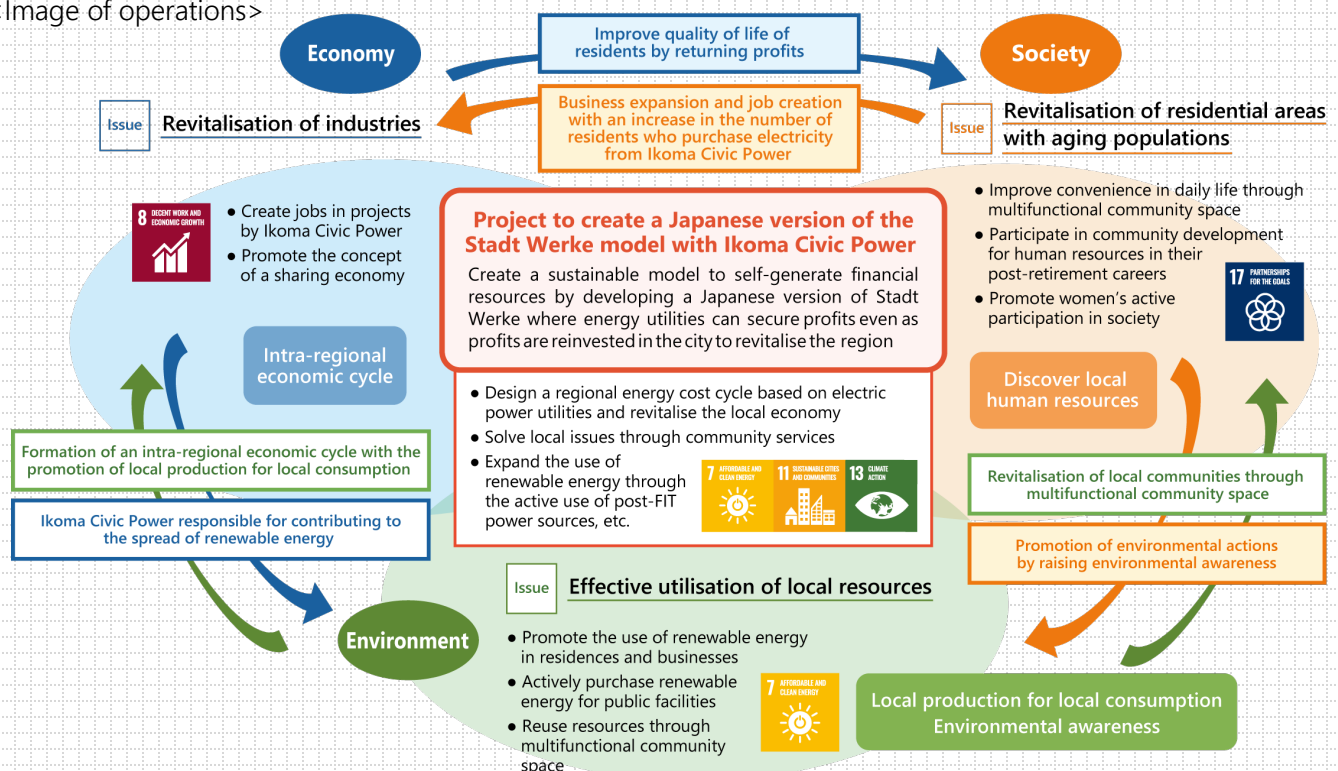 <Image of operations>
Economy
Improve quality of life of
residents by returning profits
Society
Business expansion and job creation
with an increase in the number of
residents who purchase electricity
from Ikoma Civic Power
Issue
Revitalisation of industries
Issue
Revitalisation of residential areas
with aging populations
8 DECENT WORK AND
ECONOMIC GROWTH
● Create jobs in projects
by Ikoma Civic Power
● Promote the concept
of a sharing economy
Intra-regional
economic cycle
Project to create a Japanese version of the
Stadt Werke model with Ikoma Civic Power
Create a sustainable model to self-generate financial
resources by developing a Japanese version of Stadt
Werke where energy utilities can secure profits even as
profits are reinvested in the city to revitalise the region
● Design a regional energy cost cycle based on electric
power utilities and revitalise the local economy
● Solve local issues through community services
● Expand the use of
renewable energy through
the active use of post-FIT
power sources, etc.
7 AFFORDABLE AND
CLEAN ENERGY
11 SUSTAINABLE CITIES
AND COMMUNITIES
13 CLIMATE
ACTION
● Improve convenience in daily life through
multifunctional community space
● Participate in community development
for human resources in their
post-retirement careers
● Promote women's active
participation in society
17 PARTNERSHIPS
FOR THE GOALS
Discover local
human resources
Formation of an intra-regional economic cycle with the
promotion of local production for local consumption
Ikoma Civic Power responsible for contributing to
the spread of renewable energy
Revitalisation of local communities through
multifunctional community space
Promotion of environmental actions
by raising environmental awareness
Environment
Issue
Effective utilisation of local resources
● Promote the use of renewable energy
in residences and businesses
● Actively purchase renewable
energy for public facilities
● Reuse resources through
multifunctional community
space
7 AFFORDABLE AND
CLEAN ENERGY
Local production for local consumption
Environmental awareness